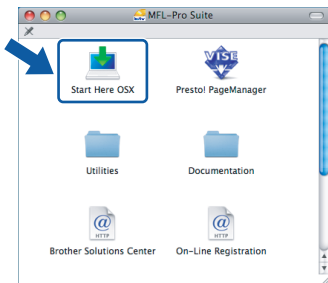 MFL-Pro Suite
VISE
Start Here OSX
Presto! PageManager
Utilities
Documentation
@
HTTP
@
HTTP
Brother Solutions Center
On-Line Registration